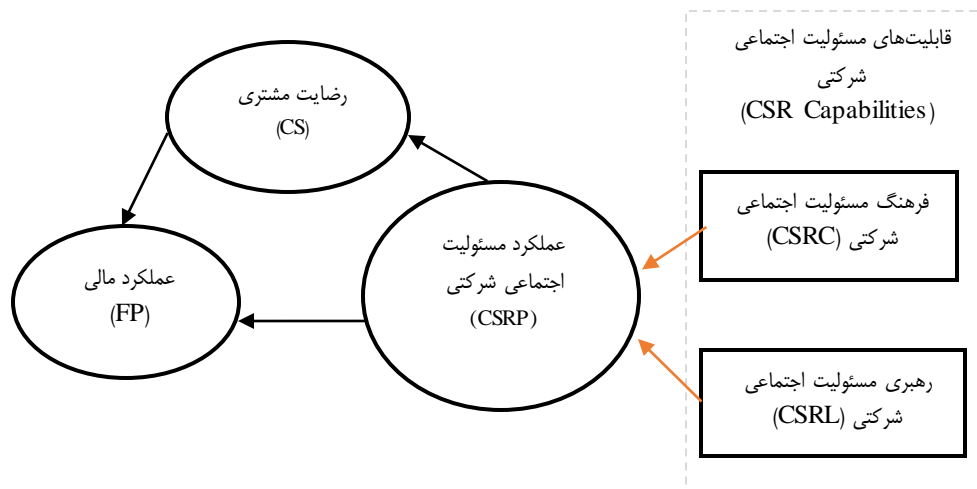 قابلیت‌های مسئولیت اجتماعی
شرکتی
(CSR Capabilities)
فرهنگ مسئولیت اجتماعی
شرکتی (CSRC)
رهبری مسئولیت اجتماعی
شرکتی (CSRL)
عملکرد مسئولیت
اجتماعی شرکتی
(CSRP)
رضایت مشتری
(CS)
عملکرد مالی
(FP)